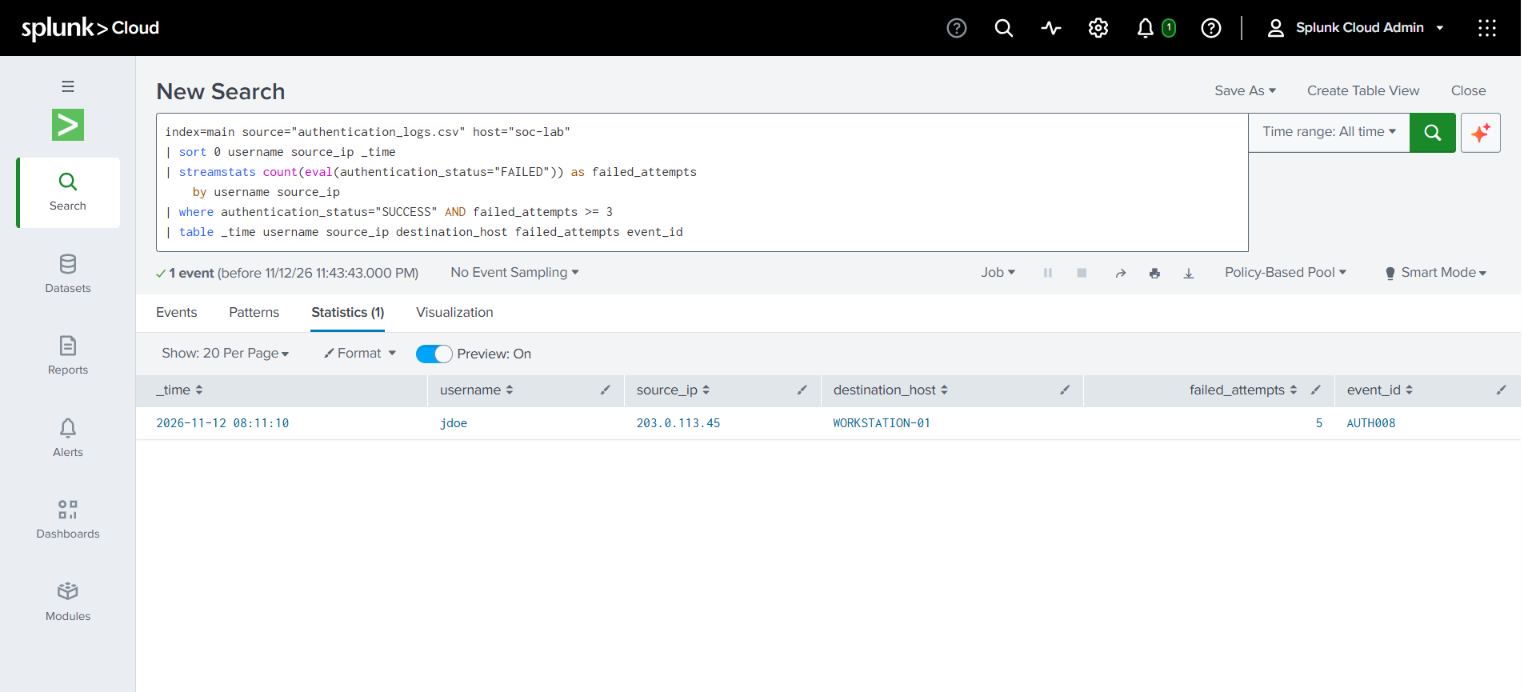 splunk>Cloud
1
Splunk Cloud Admin
New Search
Save As
Create Table View
Close
index=main source="authentication_logs.csv" host="soc-lab"
| sort 0 username source_ip _time
| streamstats count(eval(authentication_status="FAILED")) as failed_attempts
by username source_ip
| where authentication_status="SUCCESS" AND failed_attempts >= 3
| table _time username source_ip destination_host failed_attempts event_id
Time range: All time
Search
Datasets
Reports
Alerts
Dashboards
Modules
1 event (before 11/12/26 11:43:43.000 PM)
No Event Sampling
Job
Policy-Based Pool
Smart Mode
Events
Patterns
Statistics (1)
Visualization
Show: 20 Per Page
Format
Preview: On
_time
username
source_ip
destination_host
failed_attempts
event_id
2026-11-12 08:11:10
jdoe
203.0.113.45
WORKSTATION-01
5
AUTH008